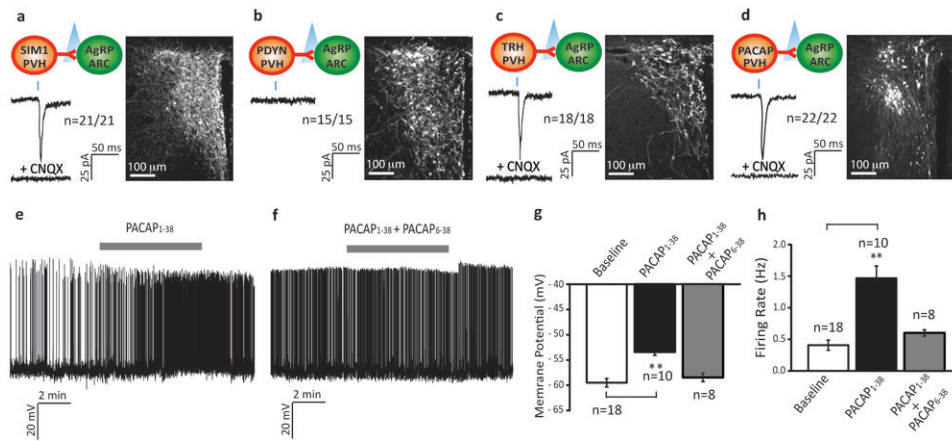 a
SIM1
PVH
AgRP
ARC
n=21/21
50 ms
25 pA
+ CNQX
100 µm
b
PDYN
PVH
AgRP
ARC
n=15/15
50 ms
25 pA
100 µm
c
TRH
PVH
AgRP
ARC
n=18/18
50 ms
25 pA
+ CNQX
100 µm
d
PACAP
PVH
AgRP
ARC
n=22/22
50 ms
25 pA
+ CNQX
100 µm
e
PACAP1-38
2 min
20 mV
f
PACAP1-38 + PACAP6-38
2 min
20 mV
g
Baseline
PACAP1-38
PACAP1-38
+
PACAP6-38
Memrane Potential (mV)
- 40
- 45
- 50
- 55
- 60
- 65
**
n=10
n=18
n=8
h
Firing Rate (Hz)
2.0
1.5
1.0
0.5
0.0
n=10
**
n=18
n=8
Baseline
PACAP1-38
PACAP1-38
+
PACAP6-38